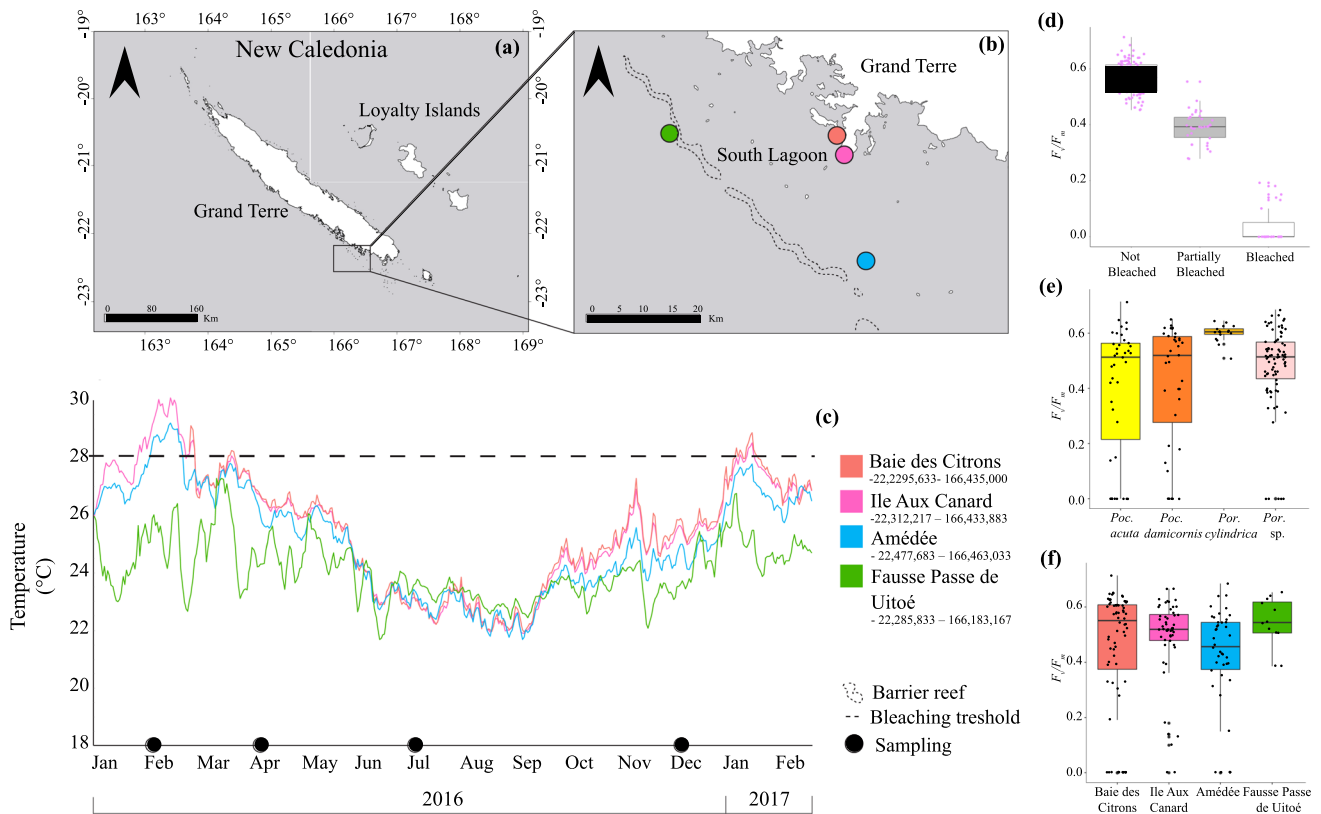 163° 164° 165° 166° 167° 168° -19°
-19° -20° -21° -22° -23°
New Caledonia
(a)
Loyalty Islands
Grand Terre
0 80 160
Km
163° 164° 165° 166° 167° 168° 169°
-19° -20° -21° -22° -23°
(b)
Grand Terre
South Lagoon
0 5 10 15 20
Km
(c)
Temperature
(°C)
30
28
26
24
22
20
18
Jan Feb Mar Apr May Jun Jul Aug Sep Oct Nov Dec Jan Feb
2016 2017
Baie des Citrons
-22,2295,633- 166,435,000
Ile Aux Canard
-22,312,217 – 166,433,883
Amédée
- 22,477,683 – 166,463,033
Fausse Passe de
Uitoé
- 22,285,833 – 166,183,167
Barrier reef
Bleaching treshold
Sampling
(d)
Fv/Fm
0.6
0.4
0.2
0.0
Not
Bleached
Partially
Bleached
Bleached
(e)
Fv/Fm
0.6
0.4
0.2
0.0
Poc.
acuta
Poc.
damicornis
Por.
cylindrica
Por.
sp.
(f)
Fv/Fm
0.6
0.4
0.2
0.0
Baie des
Citrons
Ile Aux
Canard
Amédée
Fausse Passe
de Uitoé